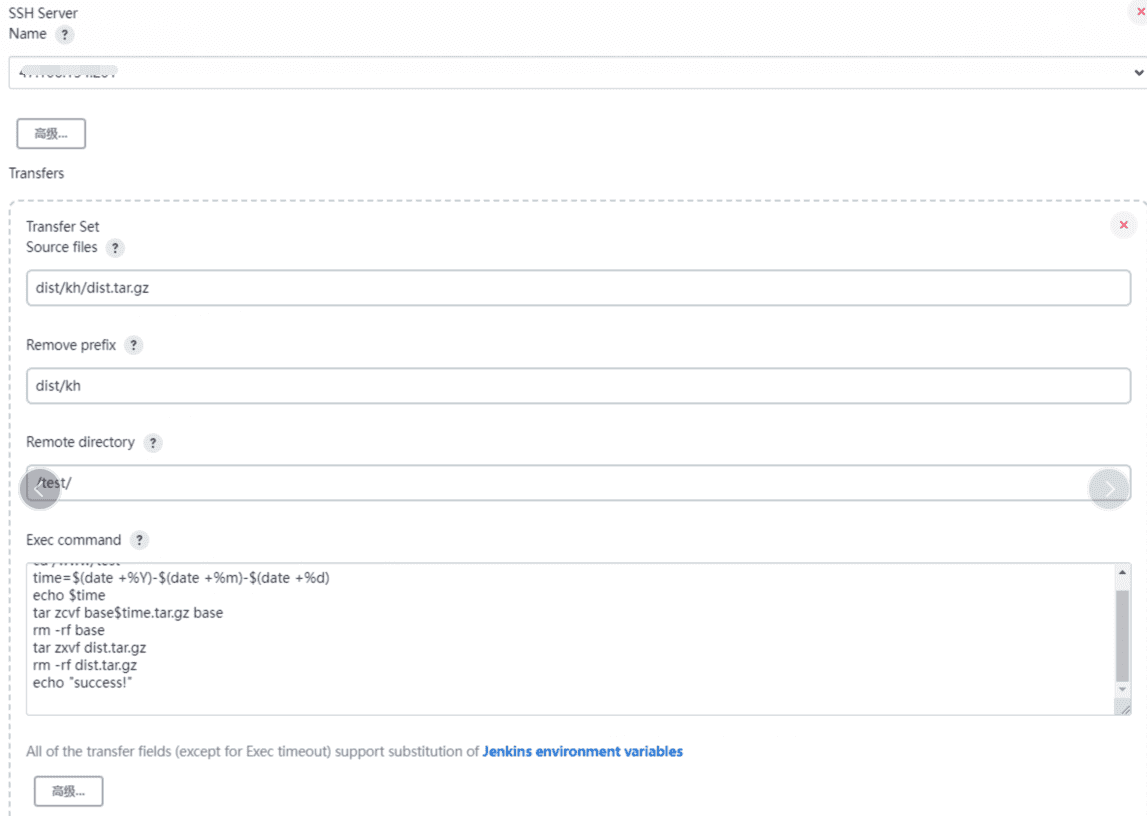 SSH Server
Name ?
高级...
Transfers
Transfer Set
Source files ?
dist/kh/dist.tar.gz
Remove prefix ?
dist/kh
Remote directory ?
/test/
Exec command ?
time=$(date +%Y)-$(date +%m)-$(date +%d)
echo $time
tar zcvf base$time.tar.gz base
rm -rf base
tar zxvf dist.tar.gz
rm -rf dist.tar.gz
echo "success!"
All of the transfer fields (except for Exec timeout) support substitution of Jenkins environment variables
高级...